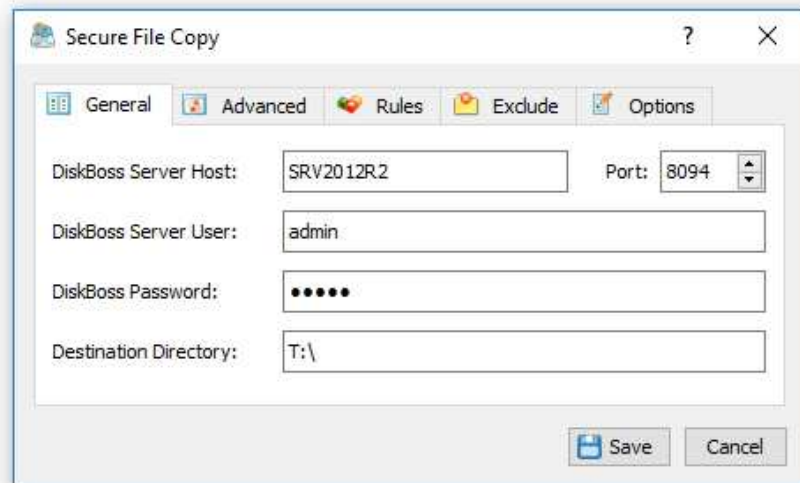 Secure File Copy ?
General Advanced Rules Exclude Options
DiskBoss Server Host: SRV2012R2 Port: 8094
DiskBoss Server User: admin
DiskBoss Password: •••••
Destination Directory: T:\
Save Cancel